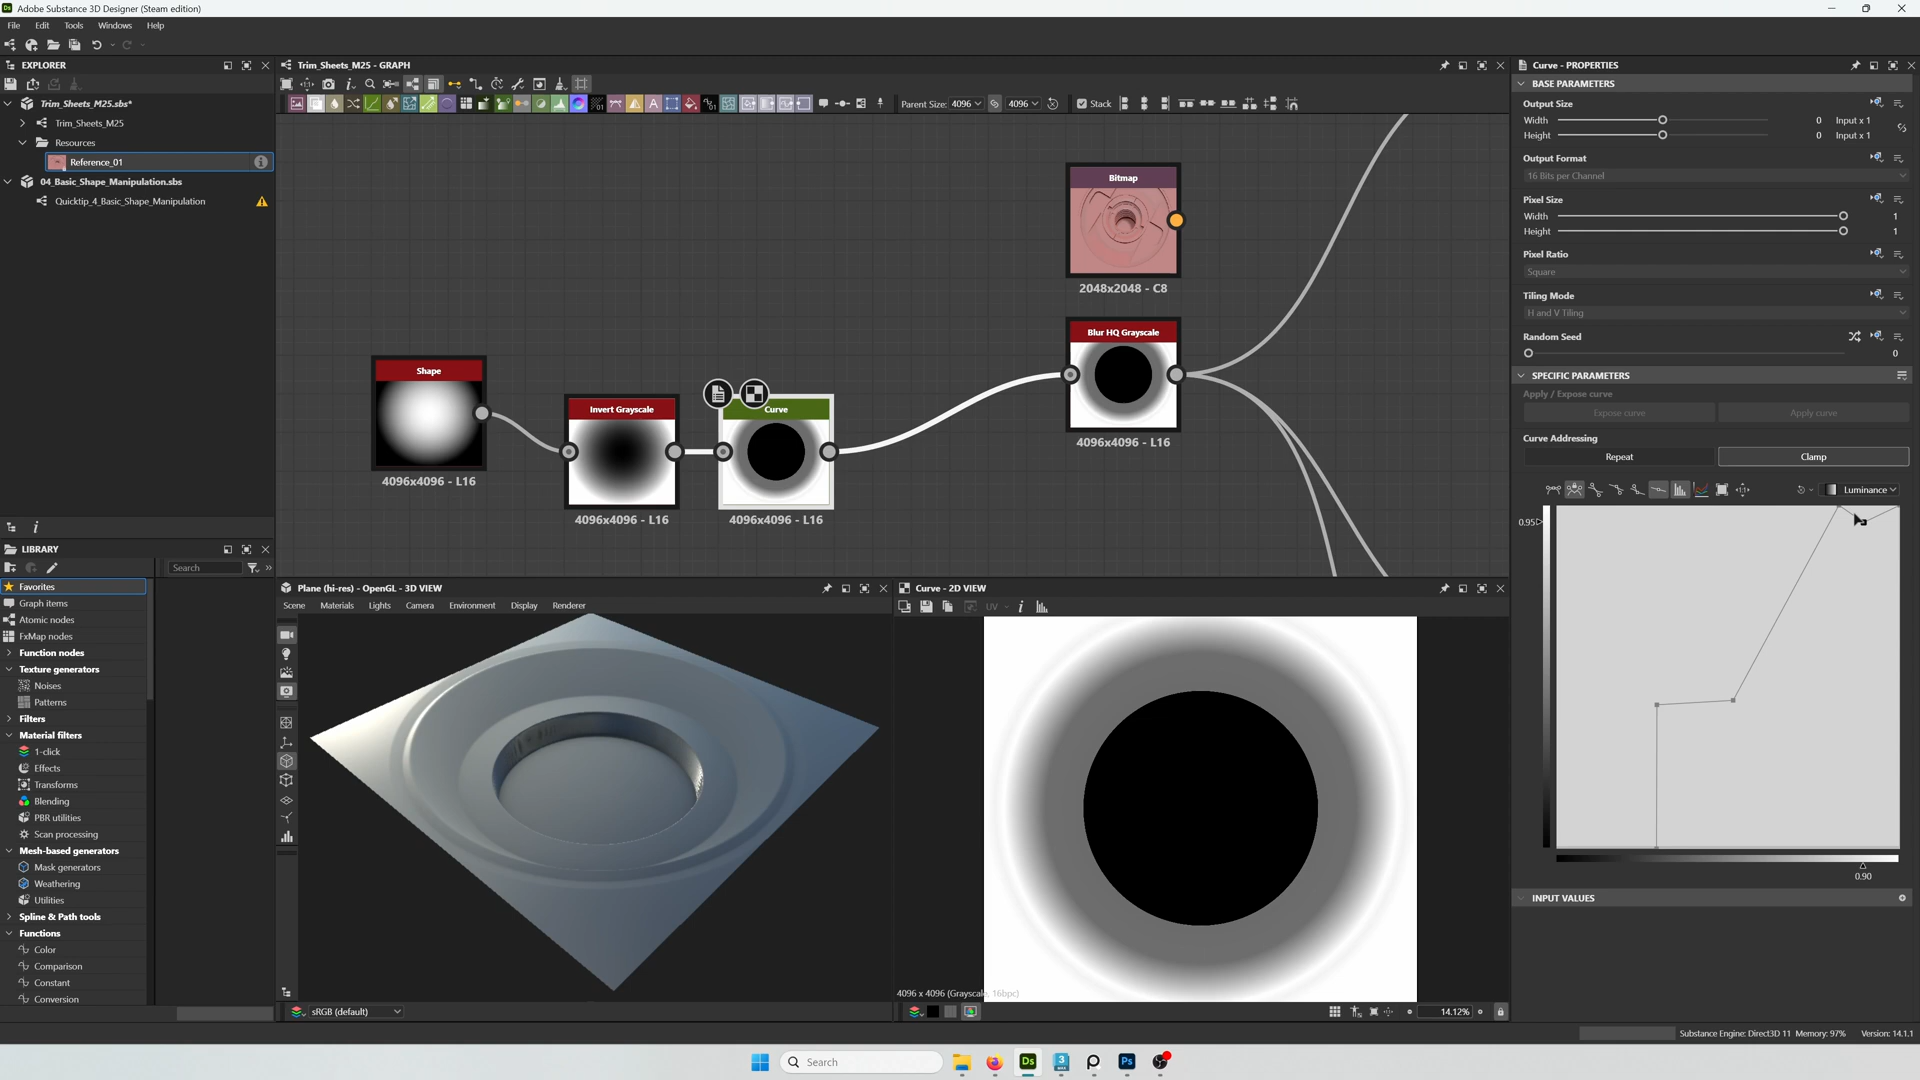 Adobe Substance 3D Designer (Steam edition)
File Edit Tools Windows Help
EXPLORER
Trim_Sheets_M25.sbs*
Trim_Sheets_M25
Resources
Reference_01
04_Basic_Shape_Manipulation.sbs
Quicktip_4_Basic_Shape_Manipulation
LIBRARY
Search
Favorites
Graph items
Atomic nodes
FxMap nodes
Function nodes
Texture generators
Noises
Patterns
Filters
Material filters
1-click
Effects
Transforms
Blending
PBR utilities
Scan processing
Mesh-based generators
Mask generators
Weathering
Utilities
Spline & Path tools
Functions
Color
Comparison
Constant
Conversion
Trim_Sheets_M25 - GRAPH
Parent Size: 4096 4096 Stack
Bitmap
2048x2048 - C8
Blur HQ Grayscale
4096x4096 - L16
Shape
4096x4096 - L16
Invert Grayscale
4096x4096 - L16
Curve
4096x4096 - L16
Plane (hi-res) - OpenGL - 3D VIEW
Scene Materials Lights Camera Environment Display Renderer
sRGB (default)
Curve - 2D VIEW
UV
4096 x 4096 (Grayscale, 16bpc)
14.12%
Curve - PROPERTIES
BASE PARAMETERS
Output Size
Width 0 Input x 1
Height 0 Input x 1
Output Format
16 Bits per Channel
Pixel Size
Width 1
Height 1
Pixel Ratio
Square
Tiling Mode
H and V Tiling
Random Seed
0
SPECIFIC PARAMETERS
Apply / Expose curve
Expose curve Apply curve
Curve Addressing
Repeat Clamp
Luminance
0.95
0.90
INPUT VALUES
Substance Engine: Direct3D 11 Memory: 97% Version: 14.1.1
Search
Ds
3
MAX
Ps